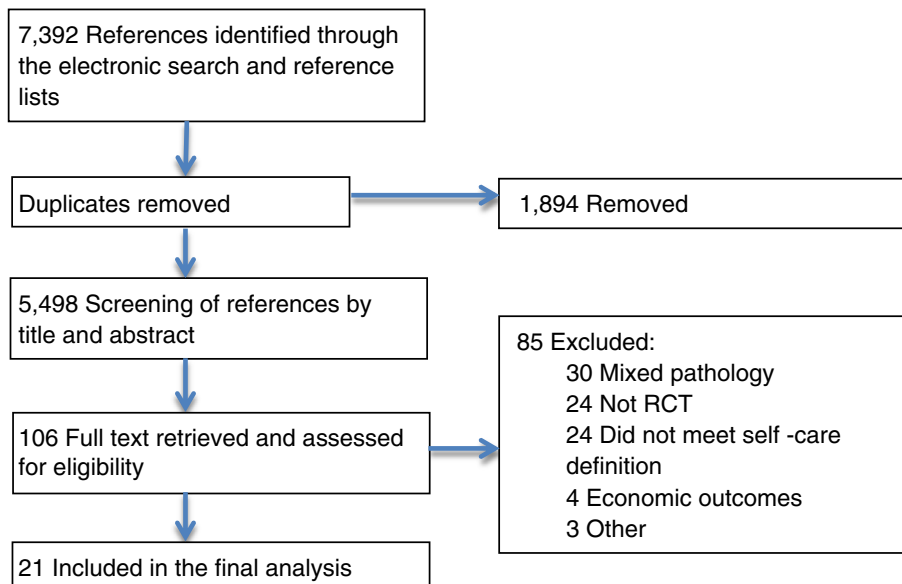 7,392 References identified through
the electronic search and reference
lists
Duplicates removed
1,894 Removed
5,498 Screening of references by
title and abstract
106 Full text retrieved and assessed
for eligibility
85 Excluded:
30 Mixed pathology
24 Not RCT
24 Did not meet self -care
definition
4 Economic outcomes
3 Other
21 Included in the final analysis